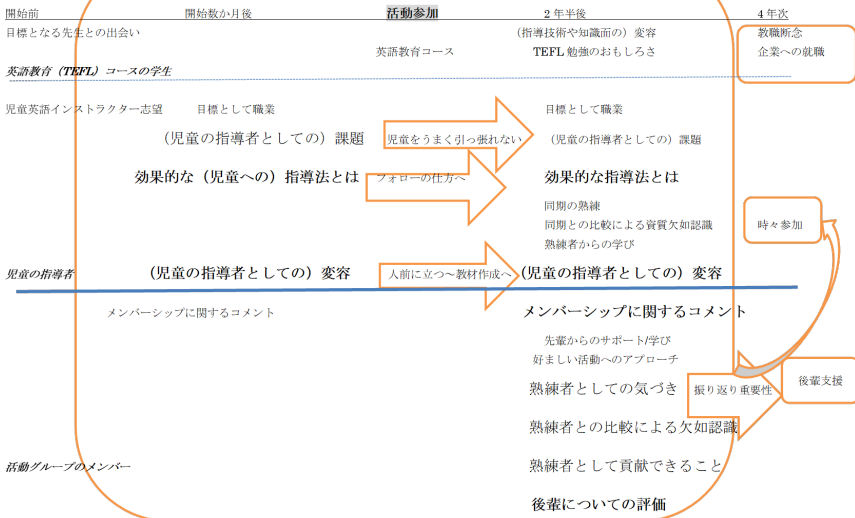 開始前 開始数か月後 活動参加 2年半後 4年次
目標となる先生との出会い (指導技術や知識面の）変容 教職断念
英語教育コース TEFL 勉強のおもしろさ 企業への就職
英語教育（TEFL）コースの学生
児童英語インストラクター志望 目標として職業 目標として職業
（児童の指導者としての）課題 児童をうまく引っ張れない （児童の指導者としての）課題
効果的な（児童への）指導法とは フォローの仕方へ 効果的な指導法とは
同期の熟練
同期との比較による資質欠如認識 時々参加
熟練者からの学び
児童の指導者 （児童の指導者としての）変容 人前に立つ～教材作成へ （児童の指導者としての）変容
メンバーシップに関するコメント メンバーシップに関するコメント
先輩からのサポート/学び
好ましい活動へのアプローチ
熟練者としての気づき 振り返り重要性 後輩支援
熟練者との比較による欠如認識
活動グループのメンバー 熟練者として貢献できること
後輩についての評価